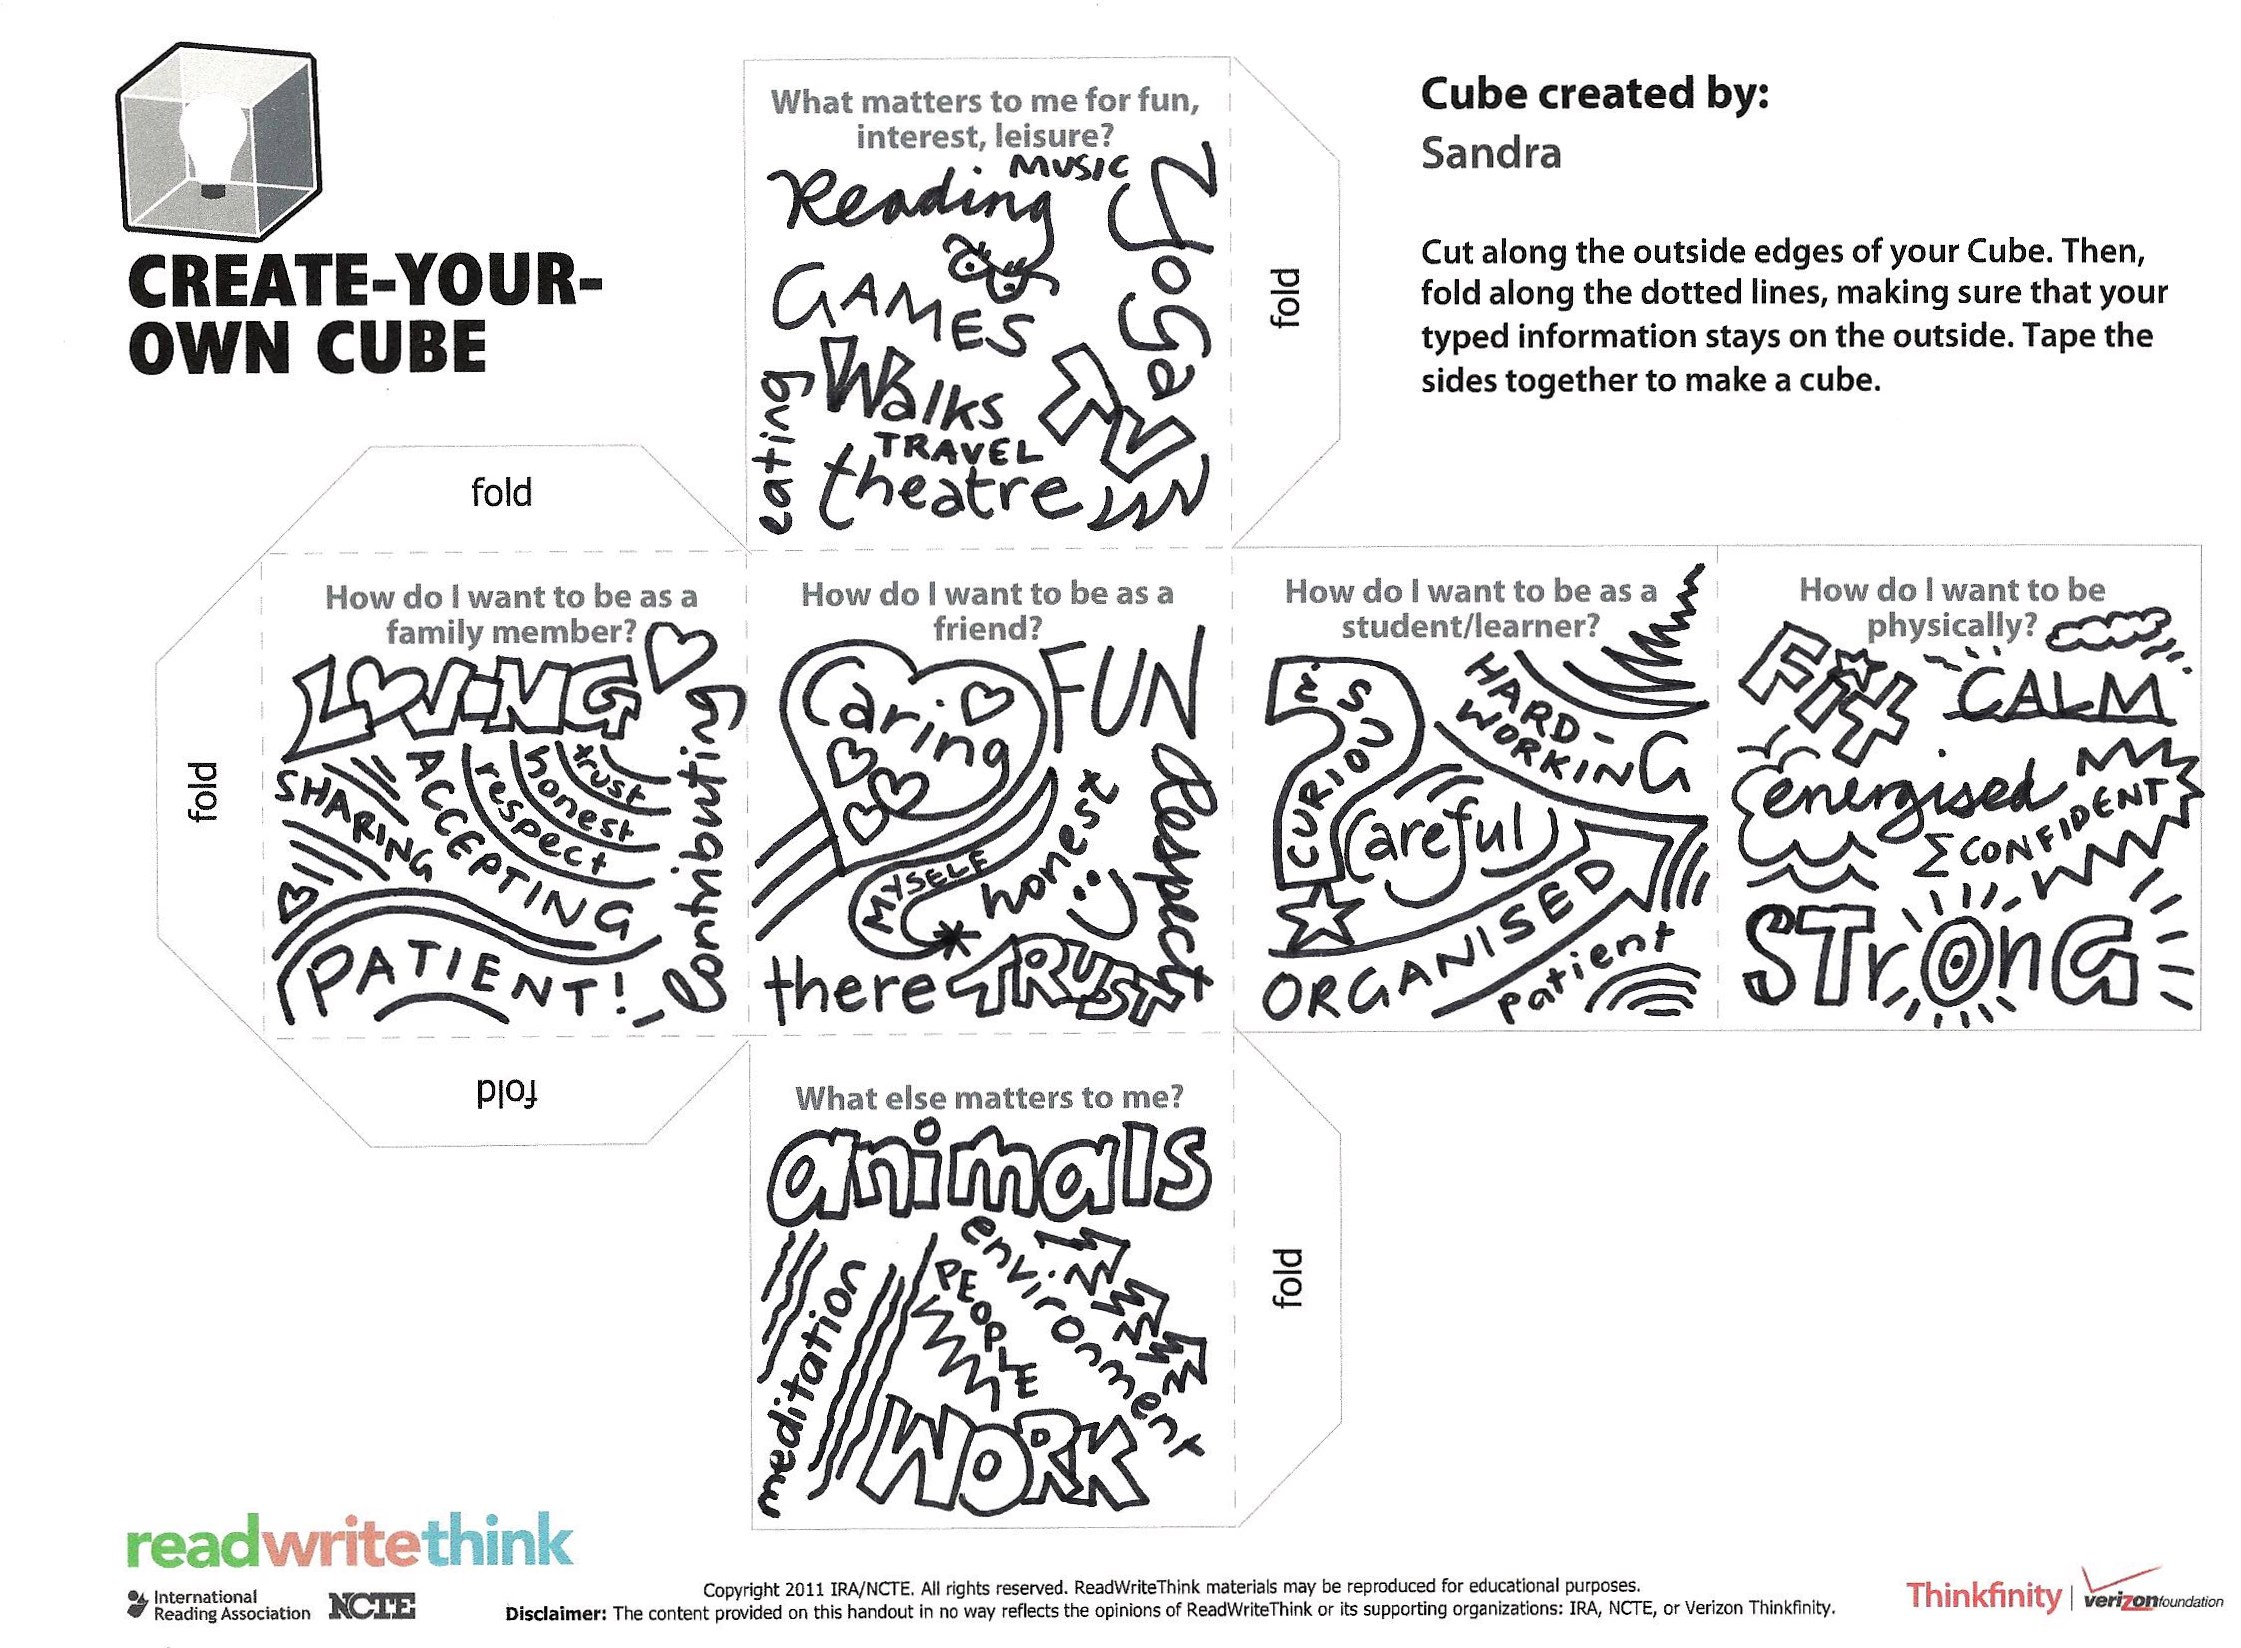 CREATE-YOUR-
OWN CUBE
What matters to me for fun,
interest, leisure?
MUSIC
Reading
Yoga
GAMES
Walks
TV
eating
TRAVEL
theatre
fold
Cube created by:
Sandra
Cut along the outside edges of your Cube. Then,
fold along the dotted lines, making sure that your
typed information stays on the outside. Tape the
sides together to make a cube.
fold
fold
How do I want to be as a
family member?
LOVING
SHARING
ACCEPTING
respect
honest
trust
Contributing
PATIENT!
How do I want to be as a
friend?
Caring
FUN
Respect
MYSELF
honest
there
TRUST
How do I want to be as a
student/learner?
CURIOUS
HARD-
WORKING
Careful
ORGANISED
patient
How do I want to be
physically?
Fit
CALM
energised
CONFIDENT
STrOnG
fold
What else matters to me?
animals
environment
PEOPLE
meditation
WORK
fold
readwritethink
International
Reading Association
NCTE
Copyright 2011 IRA/NCTE. All rights reserved. ReadWriteThink materials may be reproduced for educational purposes.
Disclaimer: The content provided on this handout in no way reflects the opinions of ReadWriteThink or its supporting organizations: IRA, NCTE, or Verizon Thinkfinity.
Thinkfinity
verizonfoundation